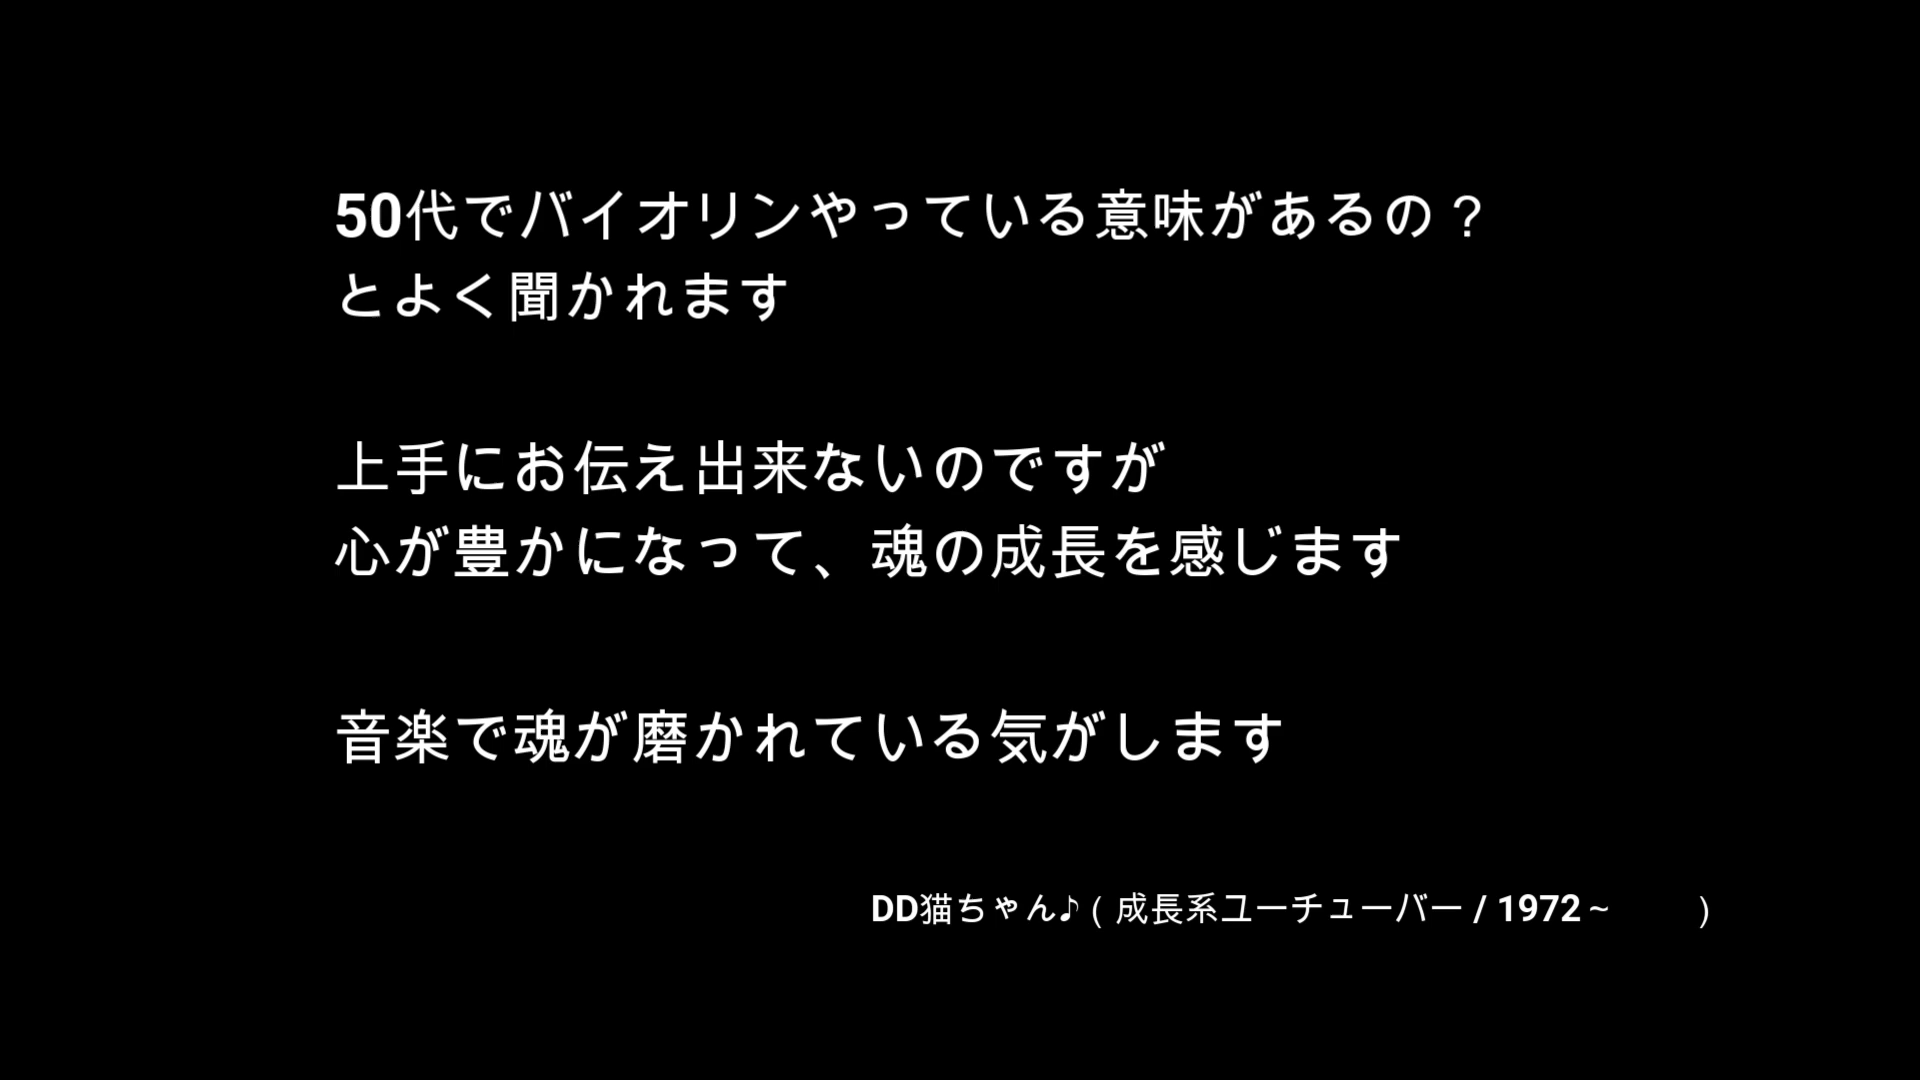 50代でバイオリンやっている意味があるの？
とよく聞かれます
上手にお伝え出来ないのですが
心が豊かになって、魂の成長を感じます
音楽で魂が磨かれている気がします
DD猫ちゃん♪（成長系ユーチューバー / 1972～　　）